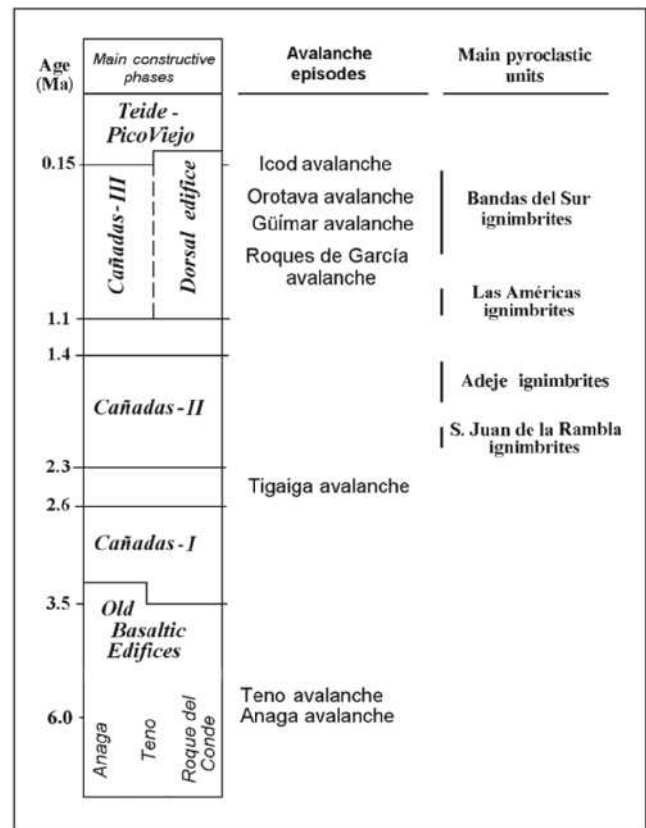 Age
(Ma)
Main constructive
phases
Avalanche
episodes
Main pyroclastic
units
Teide -
PicoViejo
0.15
Cañadas-III
Dorsal edifice
Icod avalanche
Orotava avalanche
Güímar avalanche
Roques de García
avalanche
Bandas del Sur
ignimbrites
Las Américas
ignimbrites
1.1
1.4
Cañadas-II
Adeje ignimbrites
S. Juan de la Rambla
ignimbrites
2.3
Tigaiga avalanche
2.6
Cañadas-I
3.5
Old
Basaltic
Edifices
6.0
Anaga
Teno
Roque del
Conde
Teno avalanche
Anaga avalanche